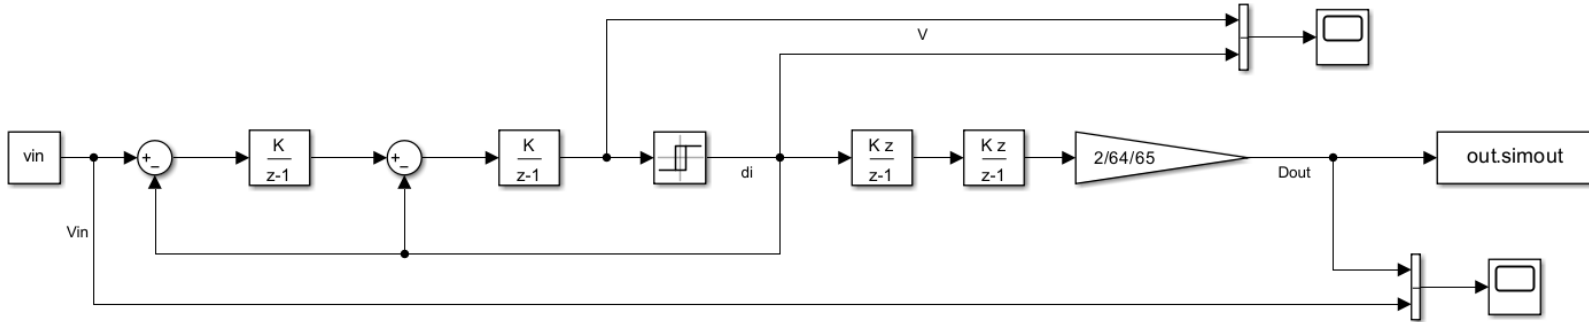 V
vin
+
−
K
z-1
+
−
K
z-1
di
K z
z-1
K z
z-1
2/64/65
Dout
out.simout
Vin